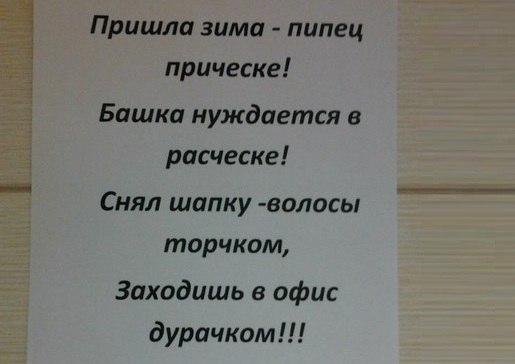 Пришла зима - пипец
прическе!
Башка нуждается в
расческе!
Снял шапку -волосы
торчком,
Заходишь в офис
дурачком!!!